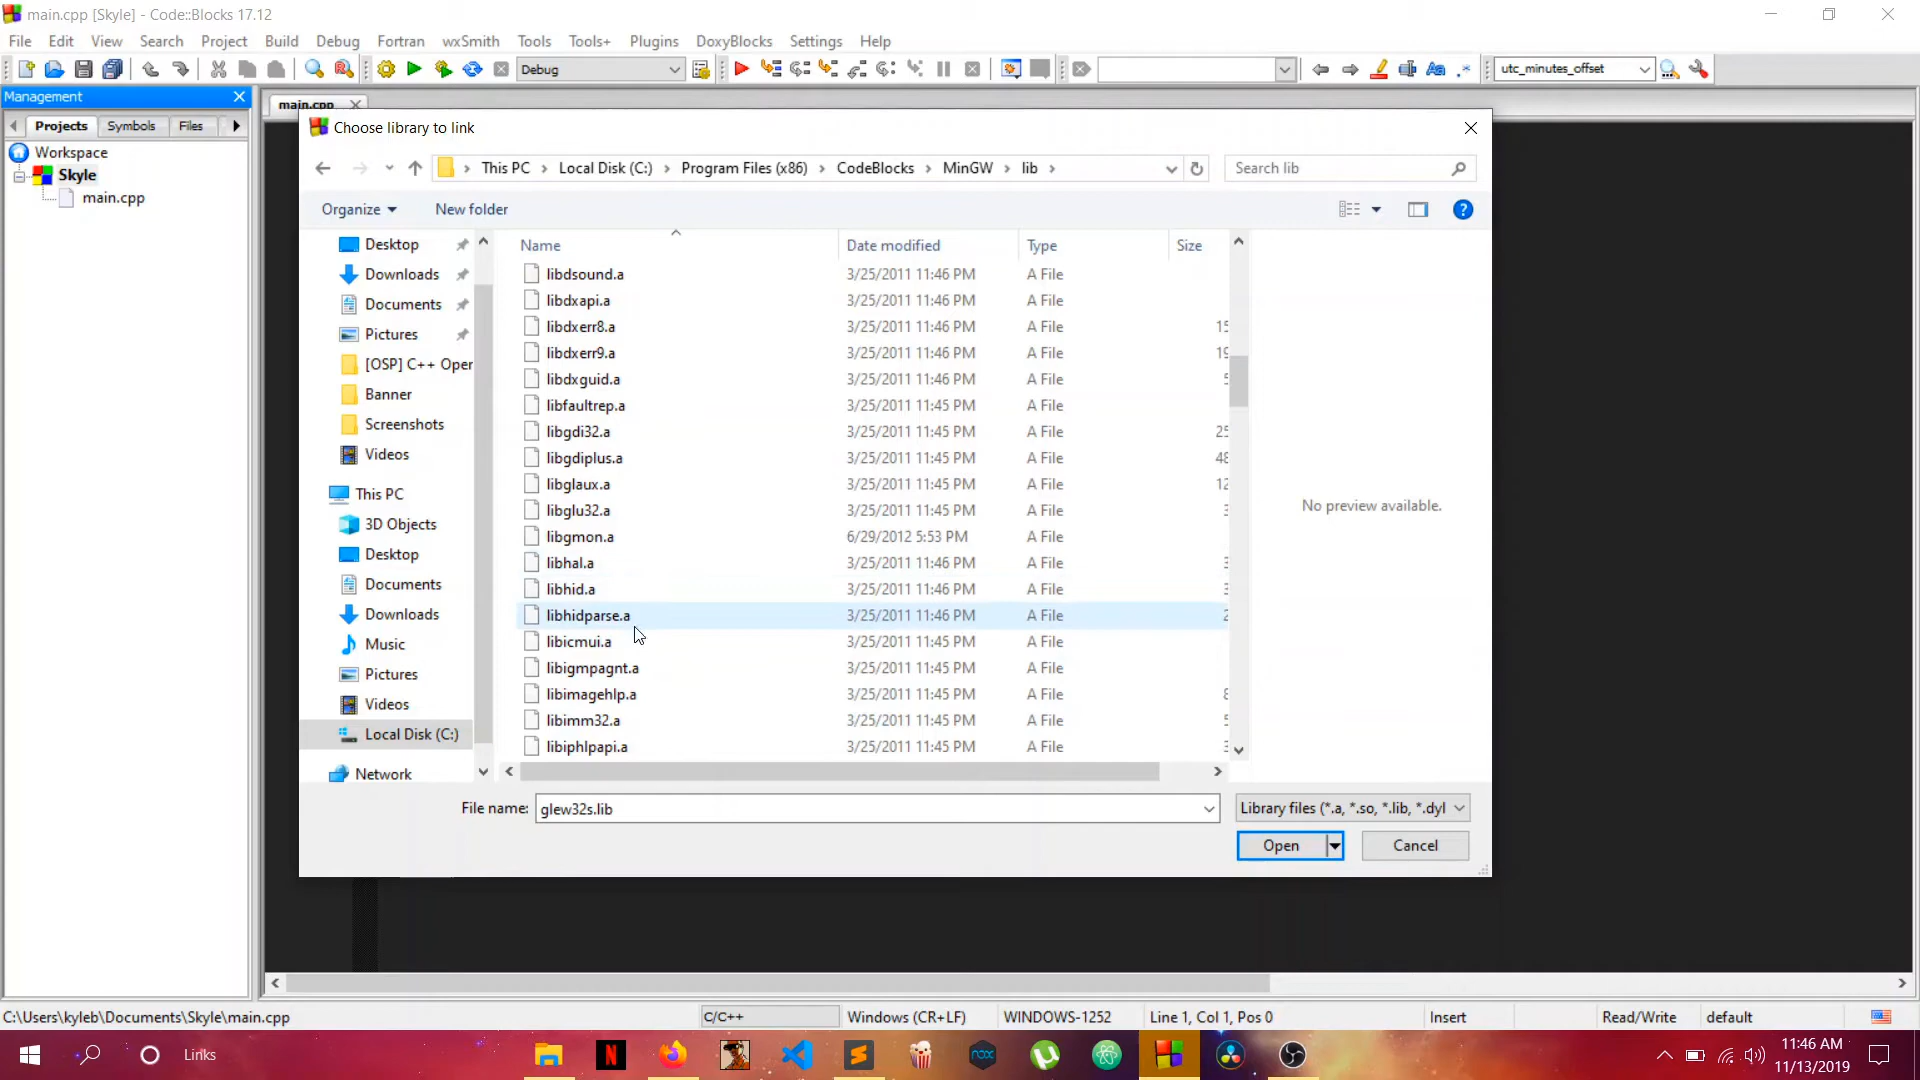 main.cpp [Skyle] - Code::Blocks 17.12
File Edit View Search Project Build Debug Fortran wxSmith Tools Tools+ Plugins DoxyBlocks Settings Help
Debug
utc_minutes_offset
Management
main.cpp
Projects Symbols Files
Workspace
Skyle
main.cpp
Choose library to link
This PC > Local Disk (C:) > Program Files (x86) > CodeBlocks > MinGW > lib >
Search lib
Organize New folder
Desktop
Downloads
Documents
Pictures
[OSP] C++ Oper
Banner
Screenshots
Videos
This PC
3D Objects
Desktop
Documents
Downloads
Music
Pictures
Videos
Local Disk (C:)
Network
Name Date modified Type Size
libdsound.a 3/25/2011 11:46 PM A File
libdxapi.a 3/25/2011 11:46 PM A File
libdxerr8.a 3/25/2011 11:46 PM A File 15
libdxerr9.a 3/25/2011 11:46 PM A File 19
libdxguid.a 3/25/2011 11:46 PM A File 5
libfaultrep.a 3/25/2011 11:45 PM A File
libgdi32.a 3/25/2011 11:45 PM A File 25
libgdiplus.a 3/25/2011 11:45 PM A File 48
libglaux.a 3/25/2011 11:45 PM A File 12
libglu32.a 3/25/2011 11:45 PM A File
libgmon.a 6/29/2012 5:53 PM A File
libhal.a 3/25/2011 11:46 PM A File
libhid.a 3/25/2011 11:46 PM A File
libhidparse.a 3/25/2011 11:46 PM A File 2
libicmui.a 3/25/2011 11:45 PM A File
libigmpagnt.a 3/25/2011 11:45 PM A File
libimagehlp.a 3/25/2011 11:45 PM A File 8
libimm32.a 3/25/2011 11:45 PM A File 5
libiphlpapi.a 3/25/2011 11:45 PM A File
No preview available.
File name: glew32s.lib
Library files (*.a, *.so, *.lib, *.dyl
Open Cancel
C:\Users\kyleb\Documents\Skyle\main.cpp C/C++ Windows (CR+LF) WINDOWS-1252 Line 1, Col 1, Pos 0 Insert Read/Write default
Links
11:46 AM
11/13/2019